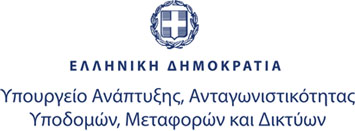 ΕΛΛΗΝΙΚΗ ΔΗΜΟΚΡΑΤΙΑ
Υπουργείο Ανάπτυξης, Ανταγωνιστικότητας
Υποδομών, Μεταφορών και Δικτύων